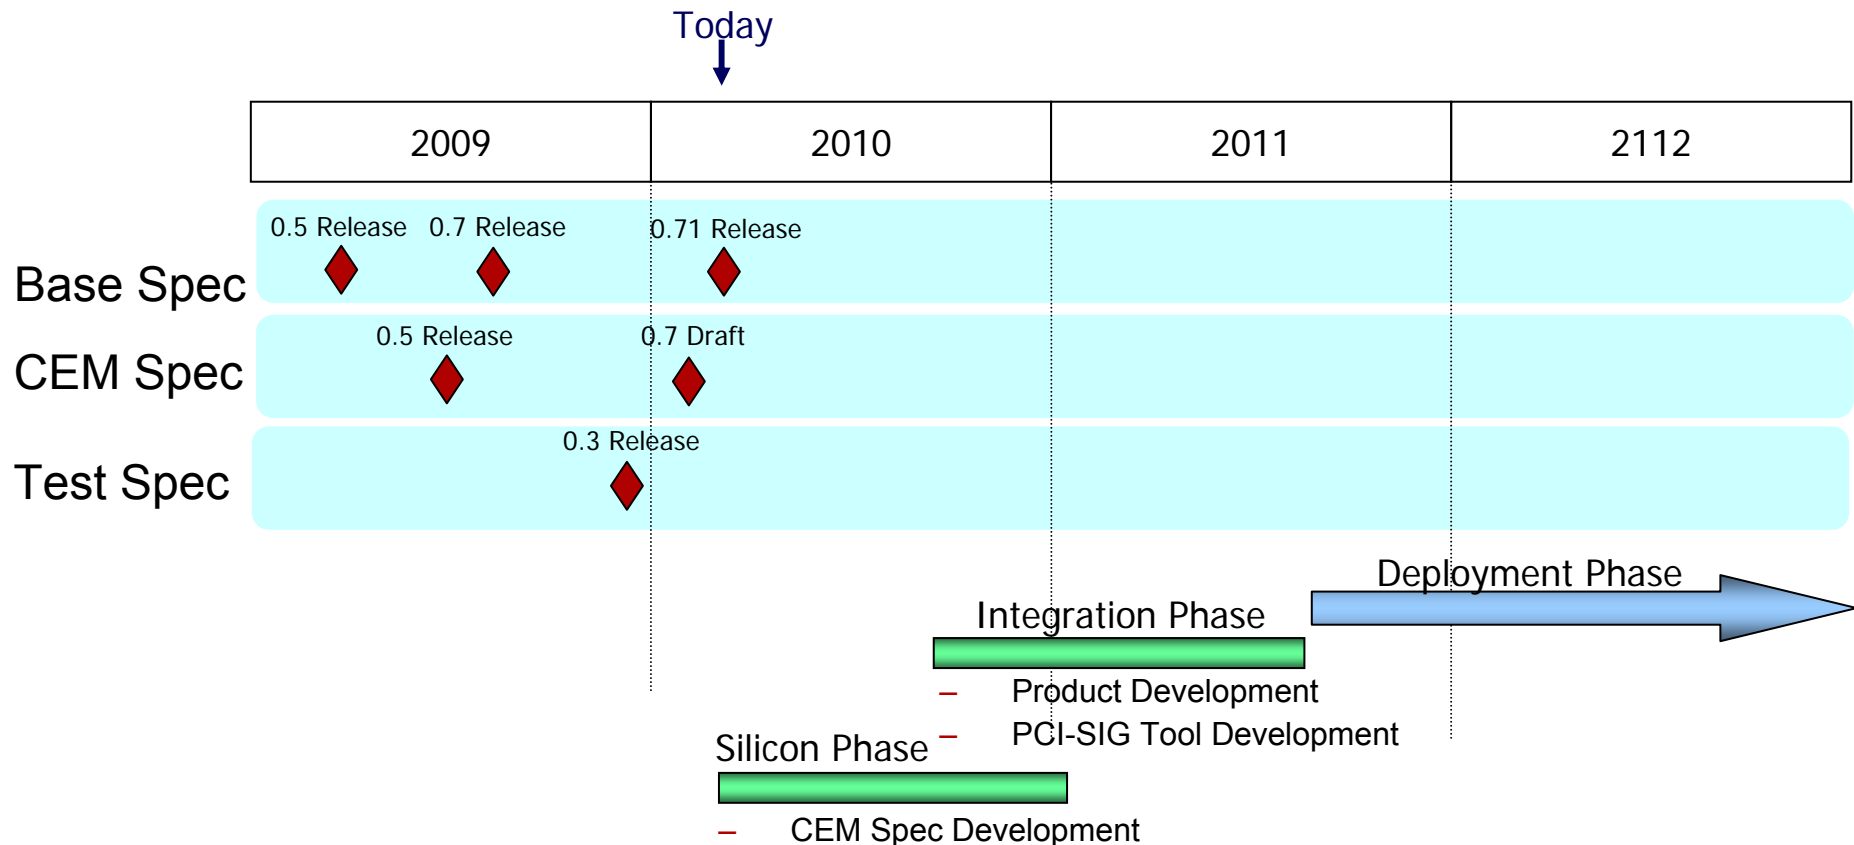 Today
2009
2010
2011
2112
0.5 Release
0.7 Release
0.71 Release
Base Spec
0.5 Release
0.7 Draft
CEM Spec
0.3 Release
Test Spec
Deployment Phase
Integration Phase
– Product Development
– PCI-SIG Tool Development
Silicon Phase
– CEM Spec Development